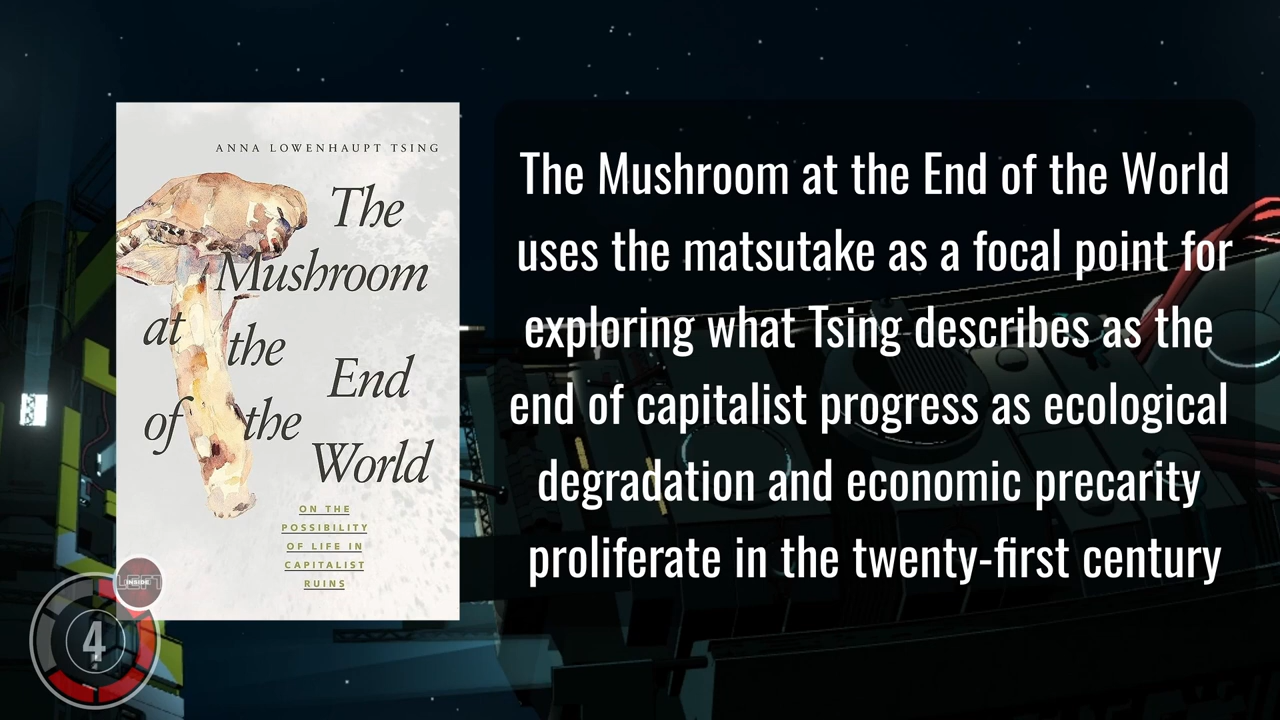 ANNA LOWENHAUPT TSING
The
Mushroom
at the
End
of the
World
ON THE
POSSIBILITY
OF LIFE IN
CAPITALIST
RUINS
The Mushroom at the End of the World
uses the matsutake as a focal point for
exploring what Tsing describes as the
end of capitalist progress as ecological
degradation and economic precarity
proliferate in the twenty-first century
LEFT
INSIDE
4